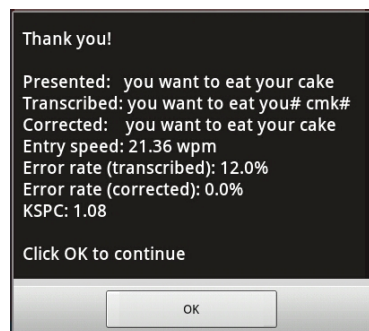 Thank you!
Presented: you want to eat your cake
Transcribed: you want to eat you# cmk#
Corrected: you want to eat your cake
Entry speed: 21.36 wpm
Error rate (transcribed): 12.0%
Error rate (corrected): 0.0%
KSPC: 1.08
Click OK to continue
OK